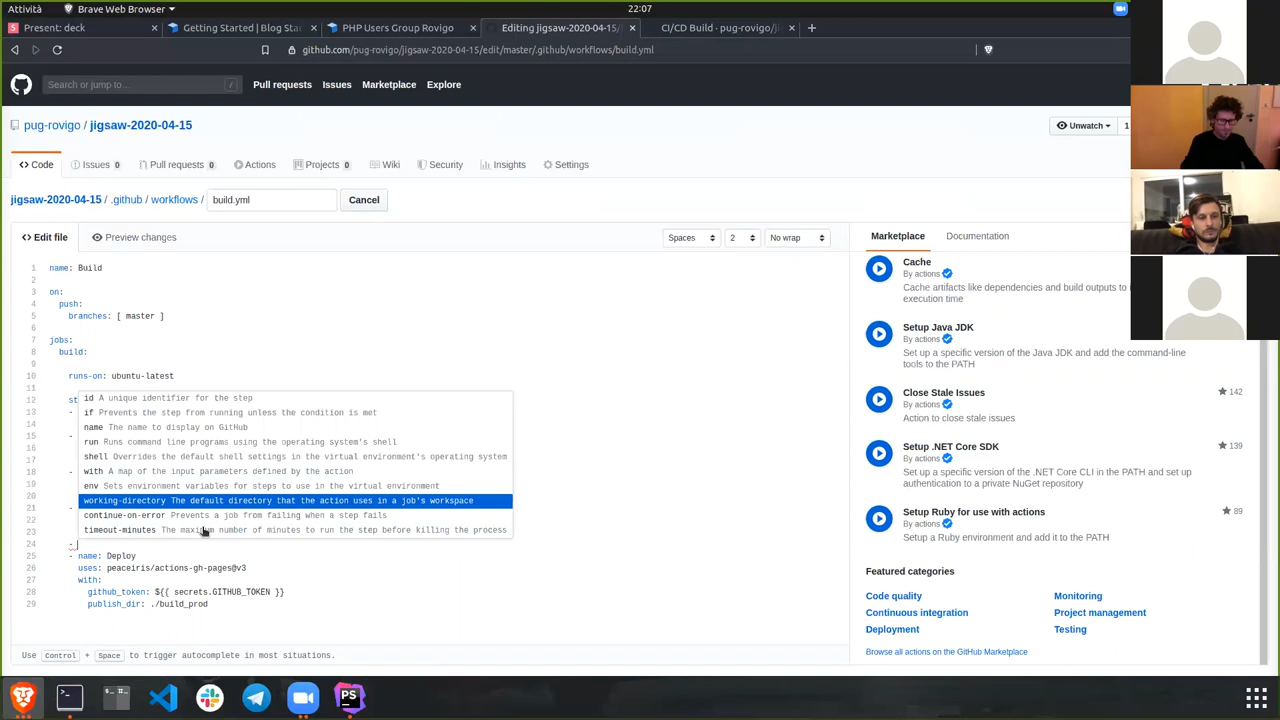 Attività
Brave Web Browser
22:07
Present: deck
Getting Started | Blog S
PHP Users Group Rovigo
Editing jigsaw-2020-04-15/
CI/CD Build · pug-rovigo/ji
github.com/pug-rovigo/jigsaw-2020-04-15/edit/master/.github/workflows/build.yml
Search or jump to...
/
Pull requests
Issues
Marketplace
Explore
pug-rovigo / jigsaw-2020-04-15
Unwatch
1
Code
Issues 0
Pull requests 0
Actions
Projects 0
Wiki
Security
Insights
Settings
jigsaw-2020-04-15 / .github / workflows / build.yml
Cancel
Edit file
Preview changes
Spaces
2
No wrap
1 name: Build
2
3 on:
4 push:
5 branches: [ master ]
6
7 jobs:
8 build:
9
10 runs-on: ubuntu-latest
11
12 st
13 -
14
15 -
16
17
18 -
19
20
21 -
22
23
24 -
25 - name: Deploy
26 uses: peaceiris/actions-gh-pages@v3
27 with:
28 github_token: ${{ secrets.GITHUB_TOKEN }}
29 publish_dir: ./build_prod
id A unique identifier for the step
if Prevents the step from running unless the condition is met
name The name to display on GitHub
run Runs command line programs using the operating system's shell
shell Overrides the default shell settings in the virtual environment's operating system
with A map of the input parameters defined by the action
env Sets environment variables for steps to use in the virtual environment
working-directory The default directory that the action uses in a job's workspace
continue-on-error Prevents a job from failing when a step fails
timeout-minutes The maximum number of minutes to run the step before killing the process
Use Control + Space to trigger autocomplete in most situations.
Marketplace
Documentation
Cache
By actions
Cache artifacts like dependencies and build outputs to
execution time
Setup Java JDK
By actions
Set up a specific version of the Java JDK and add the command-line
tools to the PATH
Close Stale Issues
142
By actions
Action to close stale issues
Setup .NET Core SDK
139
By actions
Set up a specific version of the .NET Core CLI in the PATH and set up
authentication to a private NuGet repository
Setup Ruby for use with actions
89
By actions
Setup a Ruby environment and add it to the PATH
Featured categories
Code quality
Monitoring
Continuous integration
Project management
Deployment
Testing
Browse all actions on the GitHub Marketplace
PS